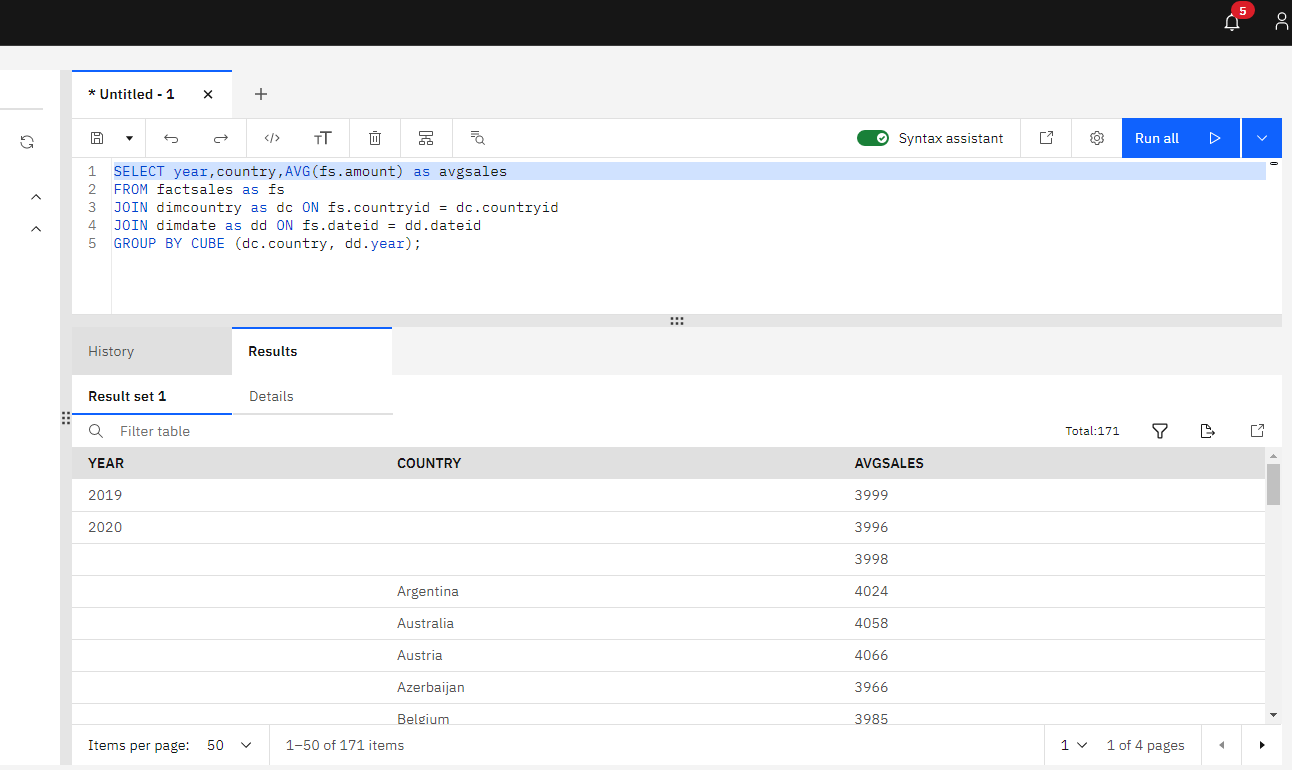 5
* Untitled - 1
Syntax assistant
Run all
1 SELECT year,country,AVG(fs.amount) as avgsales
2 FROM factsales as fs
3 JOIN dimcountry as dc ON fs.countryid = dc.countryid
4 JOIN dimdate as dd ON fs.dateid = dd.dateid
5 GROUP BY CUBE (dc.country, dd.year);
History Results
Result set 1 Details
Filter table Total:171
YEAR COUNTRY AVGSALES
2019 3999
2020 3996
3998
Argentina 4024
Australia 4058
Austria 4066
Azerbaijan 3966
Belgium 3985
Items per page: 50 1–50 of 171 items 1 1 of 4 pages